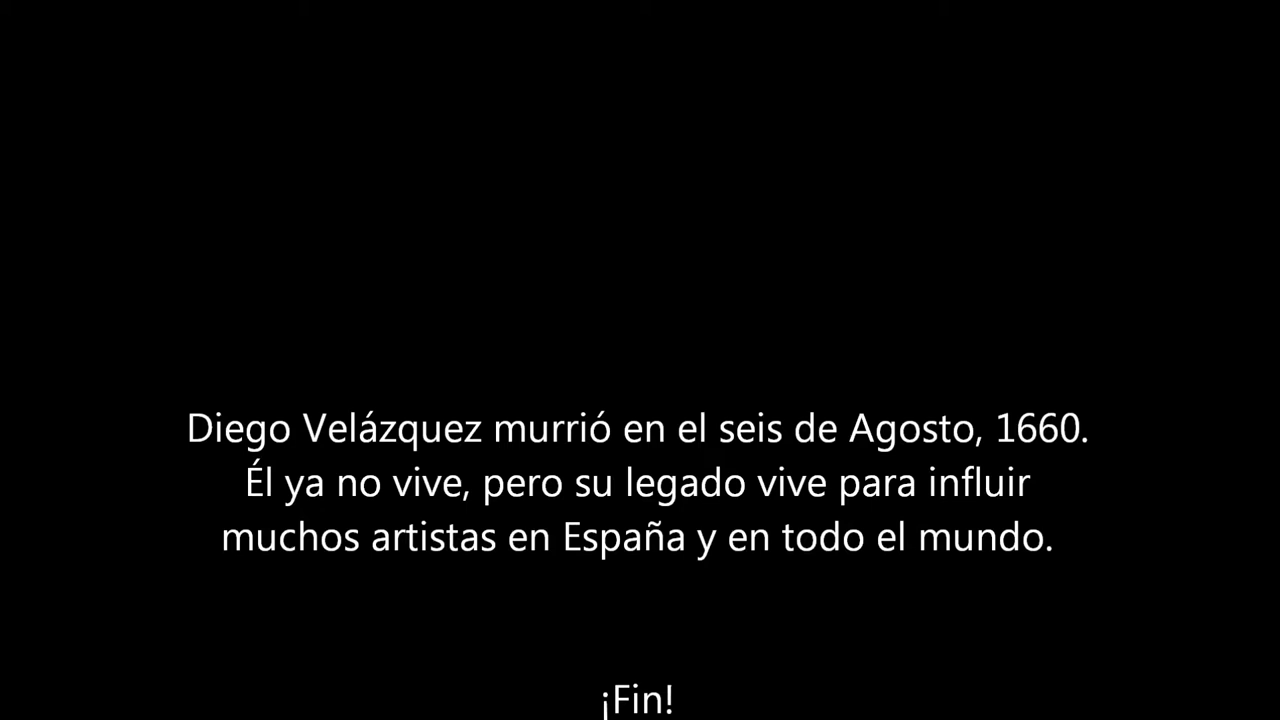 Diego Velázquez murrió en el seis de Agosto, 1660.
Él ya no vive, pero su legado vive para influir
muchos artistas en España y en todo el mundo.
¡Fin!